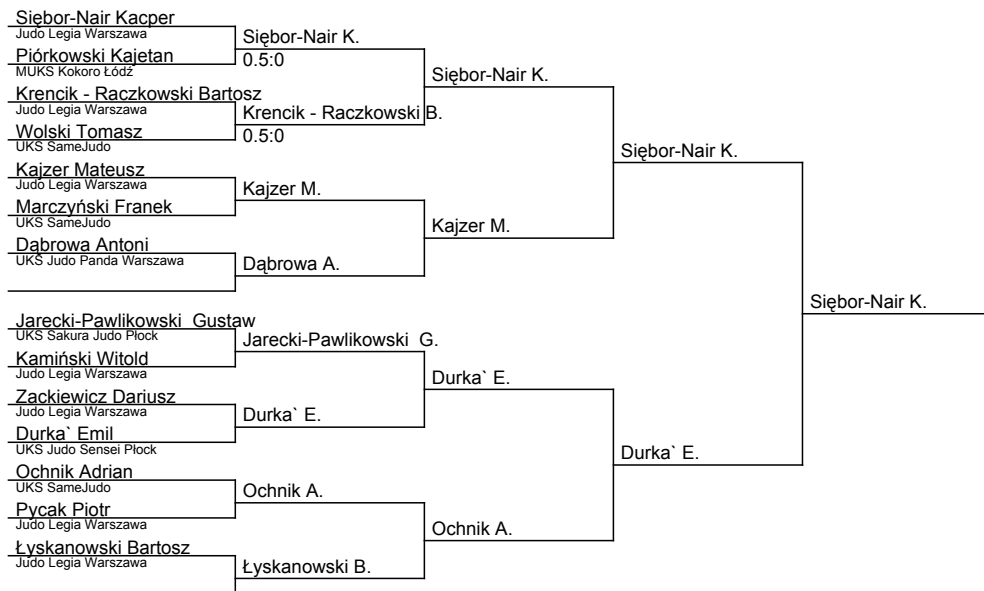 Siębor-Nair Kacper
Judo Legia Warszawa
Piórkowski Kajetan
MUKS Kokoro Łódź
Krencik - Raczkowski Bartosz
Judo Legia Warszawa
Wolski Tomasz
UKS SameJudo
Kajzer Mateusz
Judo Legia Warszawa
Marczyński Franek
UKS SameJudo
Dąbrowa Antoni
UKS Judo Panda Warszawa
Jarecki-Pawlikowski  Gustaw
UKS Sakura Judo Płock
Kamiński Witold
Judo Legia Warszawa
Zackiewicz Dariusz
Judo Legia Warszawa
Durka` Emil
UKS Judo Sensei Płock
Ochnik Adrian
UKS SameJudo
Pycak Piotr
Judo Legia Warszawa
Łyskanowski Bartosz
Judo Legia Warszawa
Siębor-Nair K.
0.5:0
Krencik - Raczkowski B.
0.5:0
Kajzer M.
Dąbrowa A.
Jarecki-Pawlikowski  G.
Durka` E.
Ochnik A.
Łyskanowski B.
Siębor-Nair K.
Kajzer M.
Durka` E.
Ochnik A.
Siębor-Nair K.
Durka` E.
Siębor-Nair K.